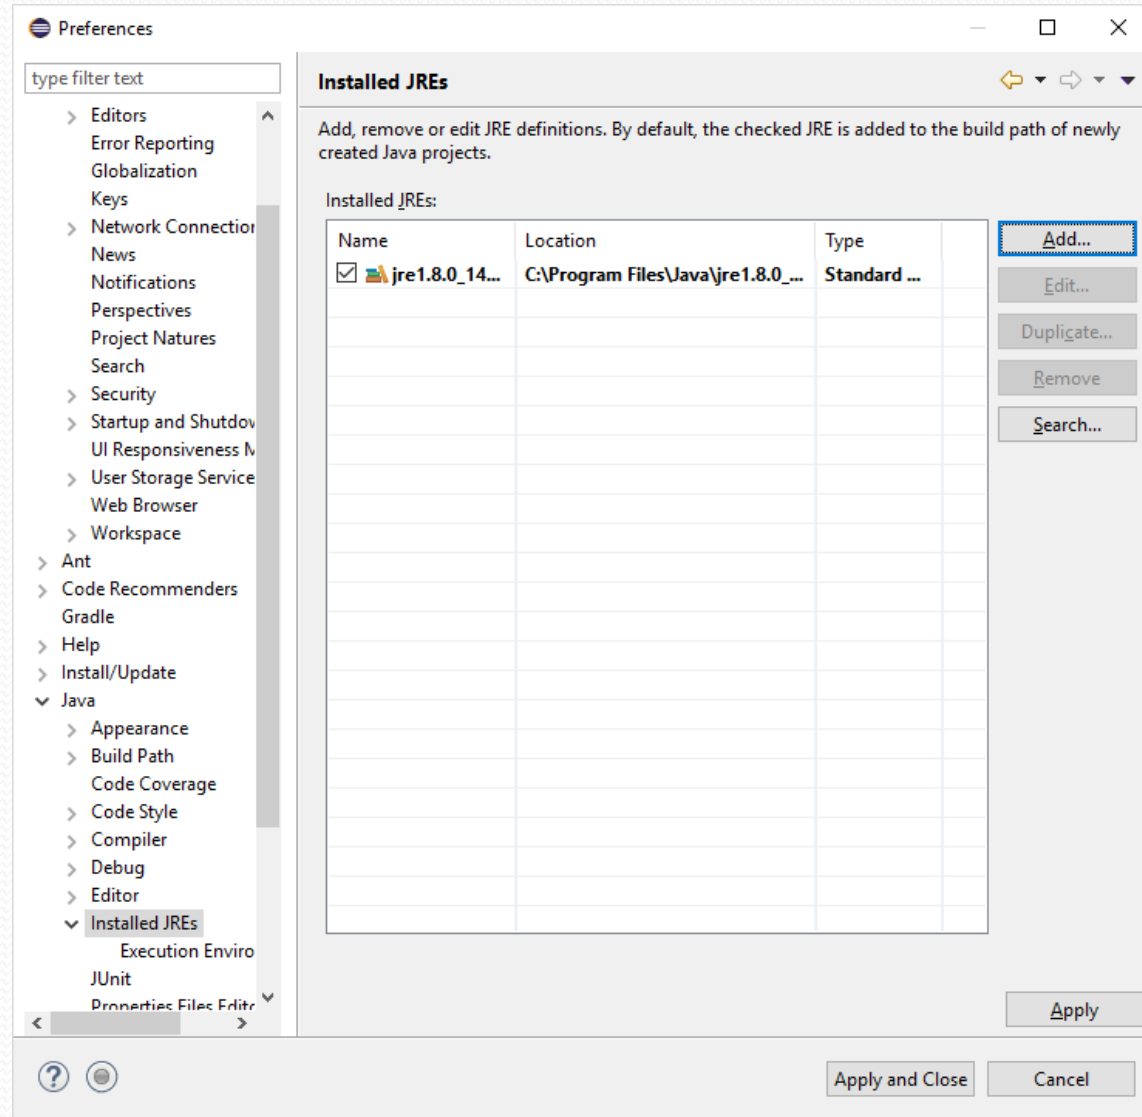 Preferences
type filter text
Editors
Error Reporting
Globalization
Keys
Network Connection
News
Notifications
Perspectives
Project Natures
Search
Security
Startup and Shutdow
UI Responsiveness M
User Storage Service
Web Browser
Workspace
Ant
Code Recommenders
Gradle
Help
Install/Update
Java
Appearance
Build Path
Code Coverage
Code Style
Compiler
Debug
Editor
Installed JREs
Execution Enviro
JUnit
Properties Files Edito
Installed JREs
Add, remove or edit JRE definitions. By default, the checked JRE is added to the build path of newly
created Java projects.
Installed JREs:
Name Location Type
jre1.8.0_14... C:\Program Files\Java\jre1.8.0_... Standard ...
Add...
Edit...
Duplicate...
Remove
Search...
Apply
? Apply and Close Cancel